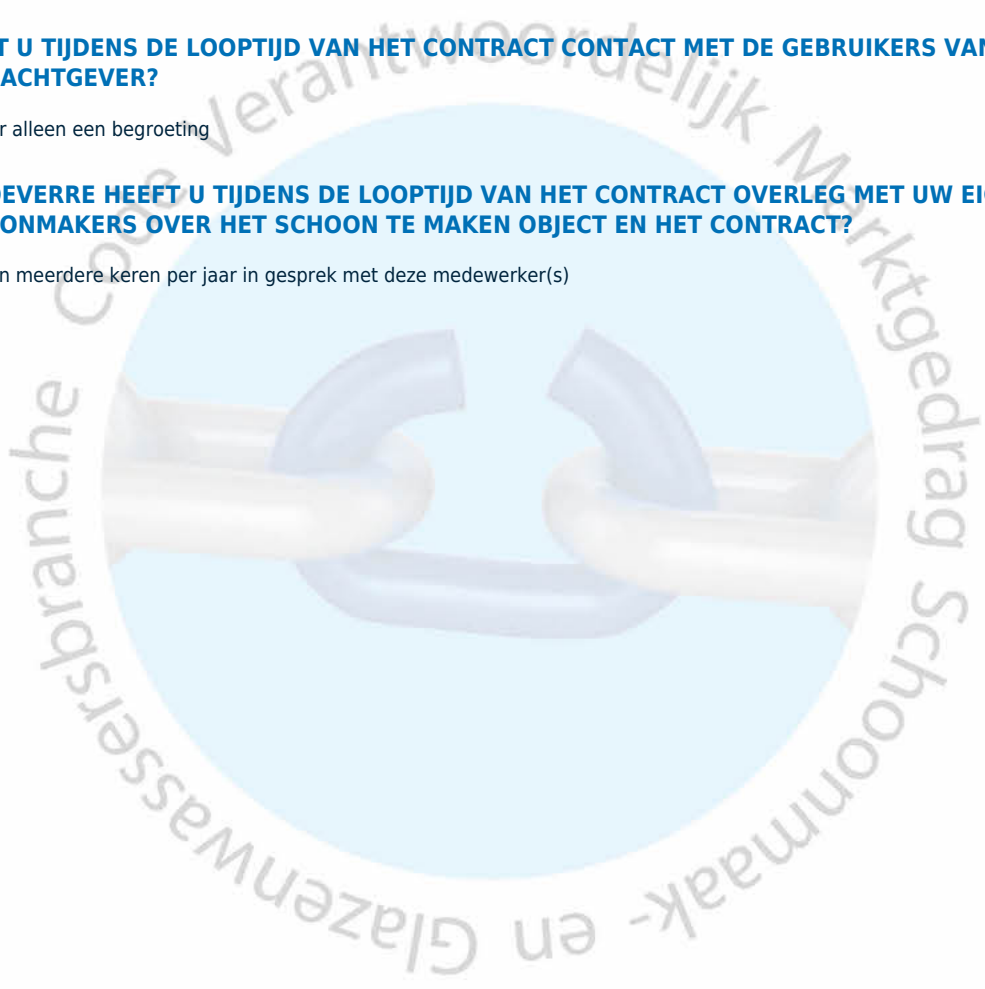 T U TIJDENS DE LOOPTIJD VAN HET CONTRACT CONTACT MET DE GEBRUIKERS VAN
ACHTGEVER?
r alleen een begroeting
OEVERRE HEEFT U TIJDENS DE LOOPTIJD VAN HET CONTRACT OVERLEG MET UW EIG
ONMAKERS OVER HET SCHOON TE MAKEN OBJECT EN HET CONTRACT?
n meerdere keren per jaar in gesprek met deze medewerker(s)
Code Verantwoordelijk Marktgedrag Schoonmaak- en Glazenwassersbranche